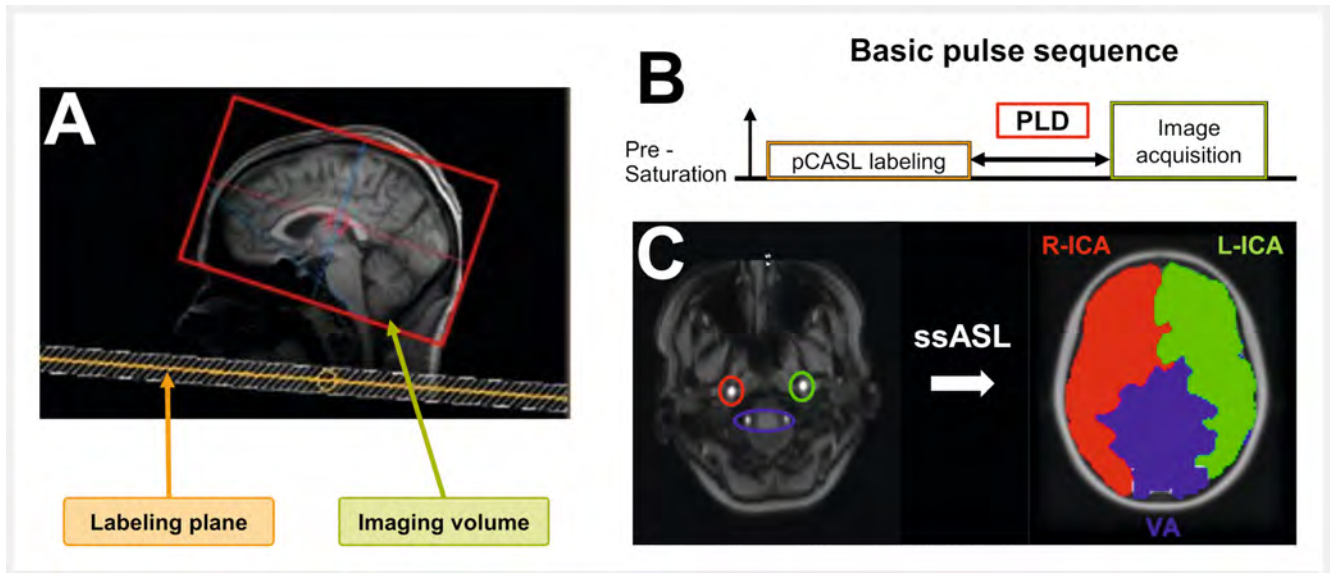 A
Labeling plane
Imaging volume
B
Basic pulse sequence
Pre -
Saturation
pCASL labeling
PLD
Image
acquisition
C
ssASL
R-ICA
L-ICA
VA